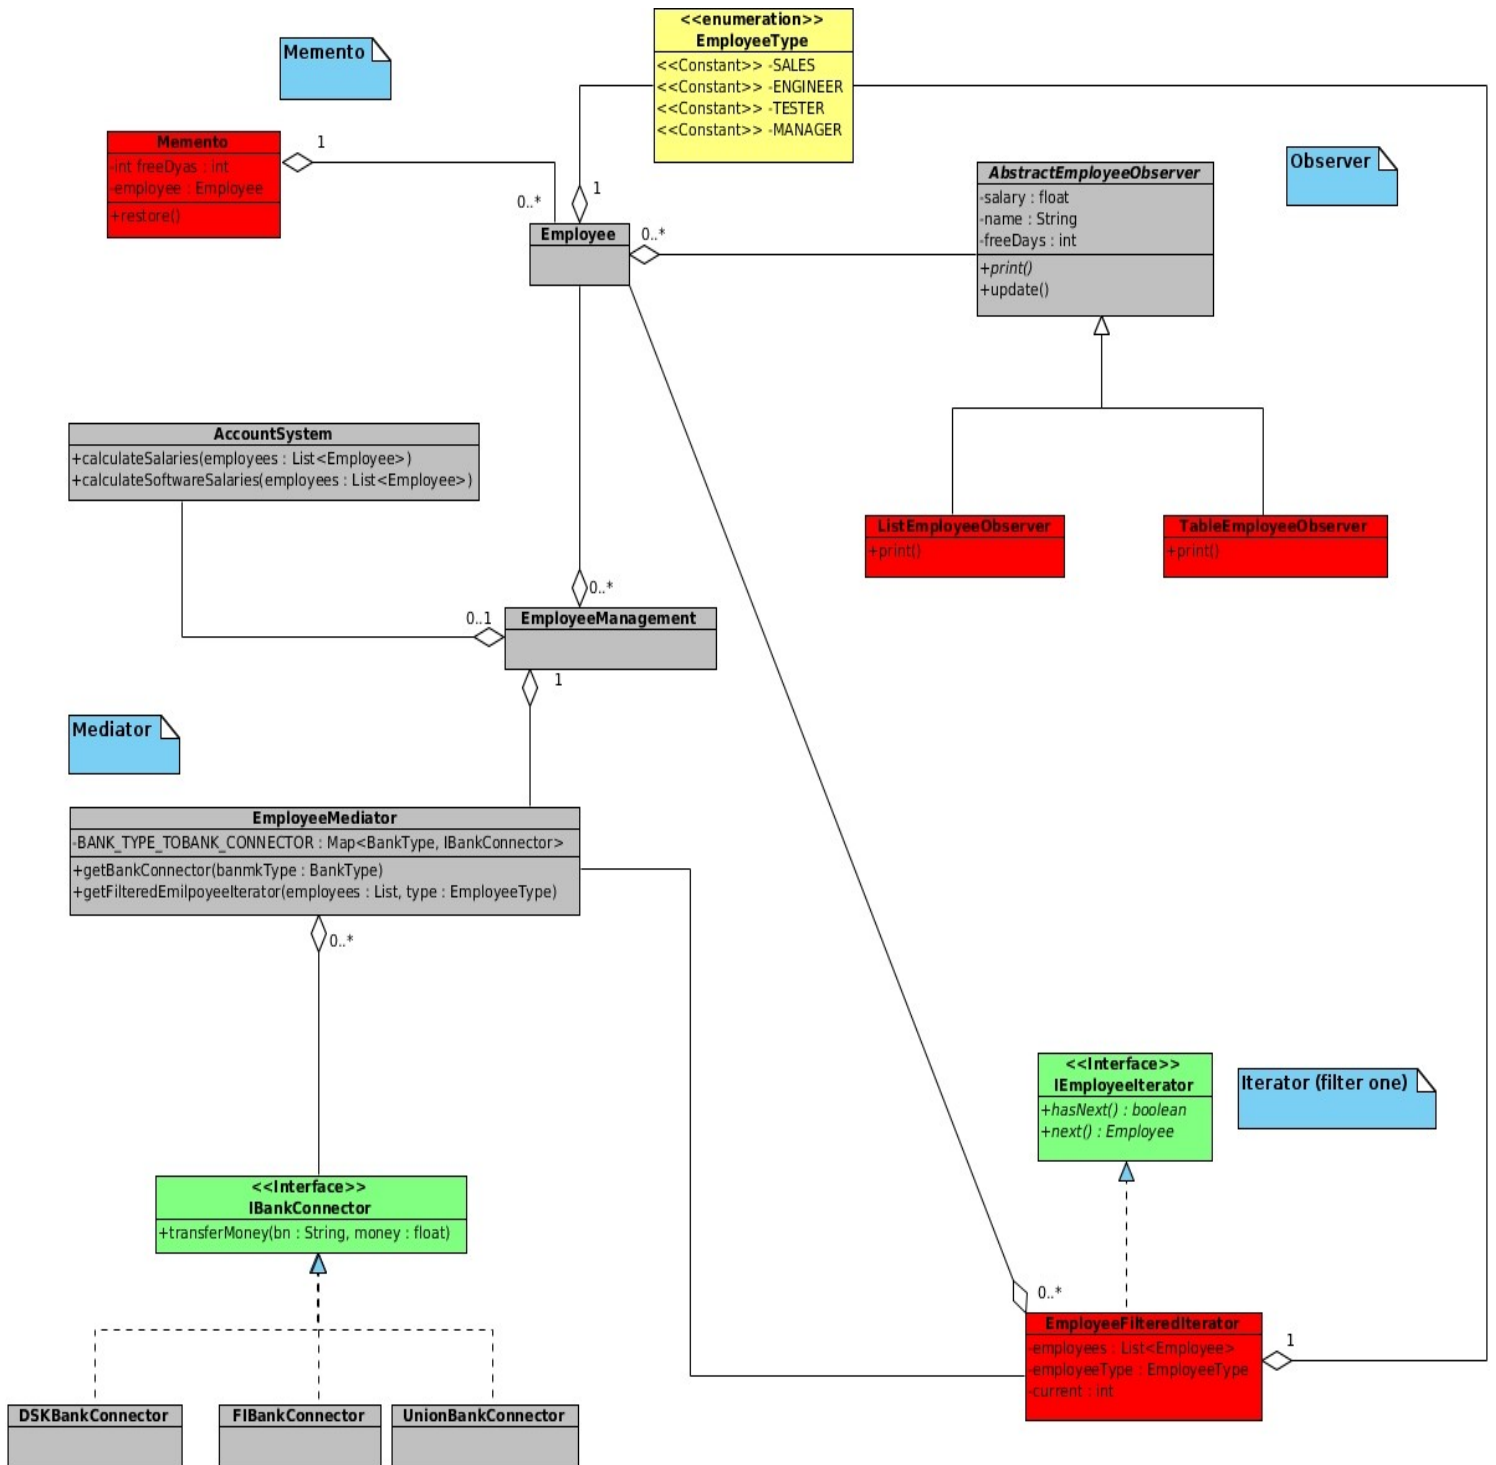 <<enumeration>>
EmployeeType
<<Constant>> -SALES
<<Constant>> -ENGINEER
<<Constant>> -TESTER
<<Constant>> -MANAGER
Memento
Memento
-int freeDyas : int
-employee : Employee
+restore()
1
0..*
1
Employee
0..*
AbstractEmployeeObserver
-salary : float
-name : String
-freeDays : int
+print()
+update()
Observer
AccountSystem
+calculateSalaries(employees : List<Employee>)
+calculateSoftwareSalaries(employees : List<Employee>)
ListEmployeeObserver
+print()
TableEmployeeObserver
+print()
0..*
0..1
EmployeeManagement
1
Mediator
EmployeeMediator
-BANK_TYPE_TOBANK_CONNECTOR : Map<BankType, IBankConnector>
+getBankConnector(banmkType : BankType)
+getFilteredEmilpoyeeIterator(employees : List, type : EmployeeType)
0..*
<<Interface>>
IEmployeeIterator
+hasNext() : boolean
+next() : Employee
Iterator (filter one)
<<Interface>>
IBankConnector
+transferMoney(bn : String, money : float)
0..*
EmployeeFilteredIterator
-employees : List<Employee>
-employeeType : EmployeeType
-current : int
1
DSKBankConnector
FIBankConnector
UnionBankConnector